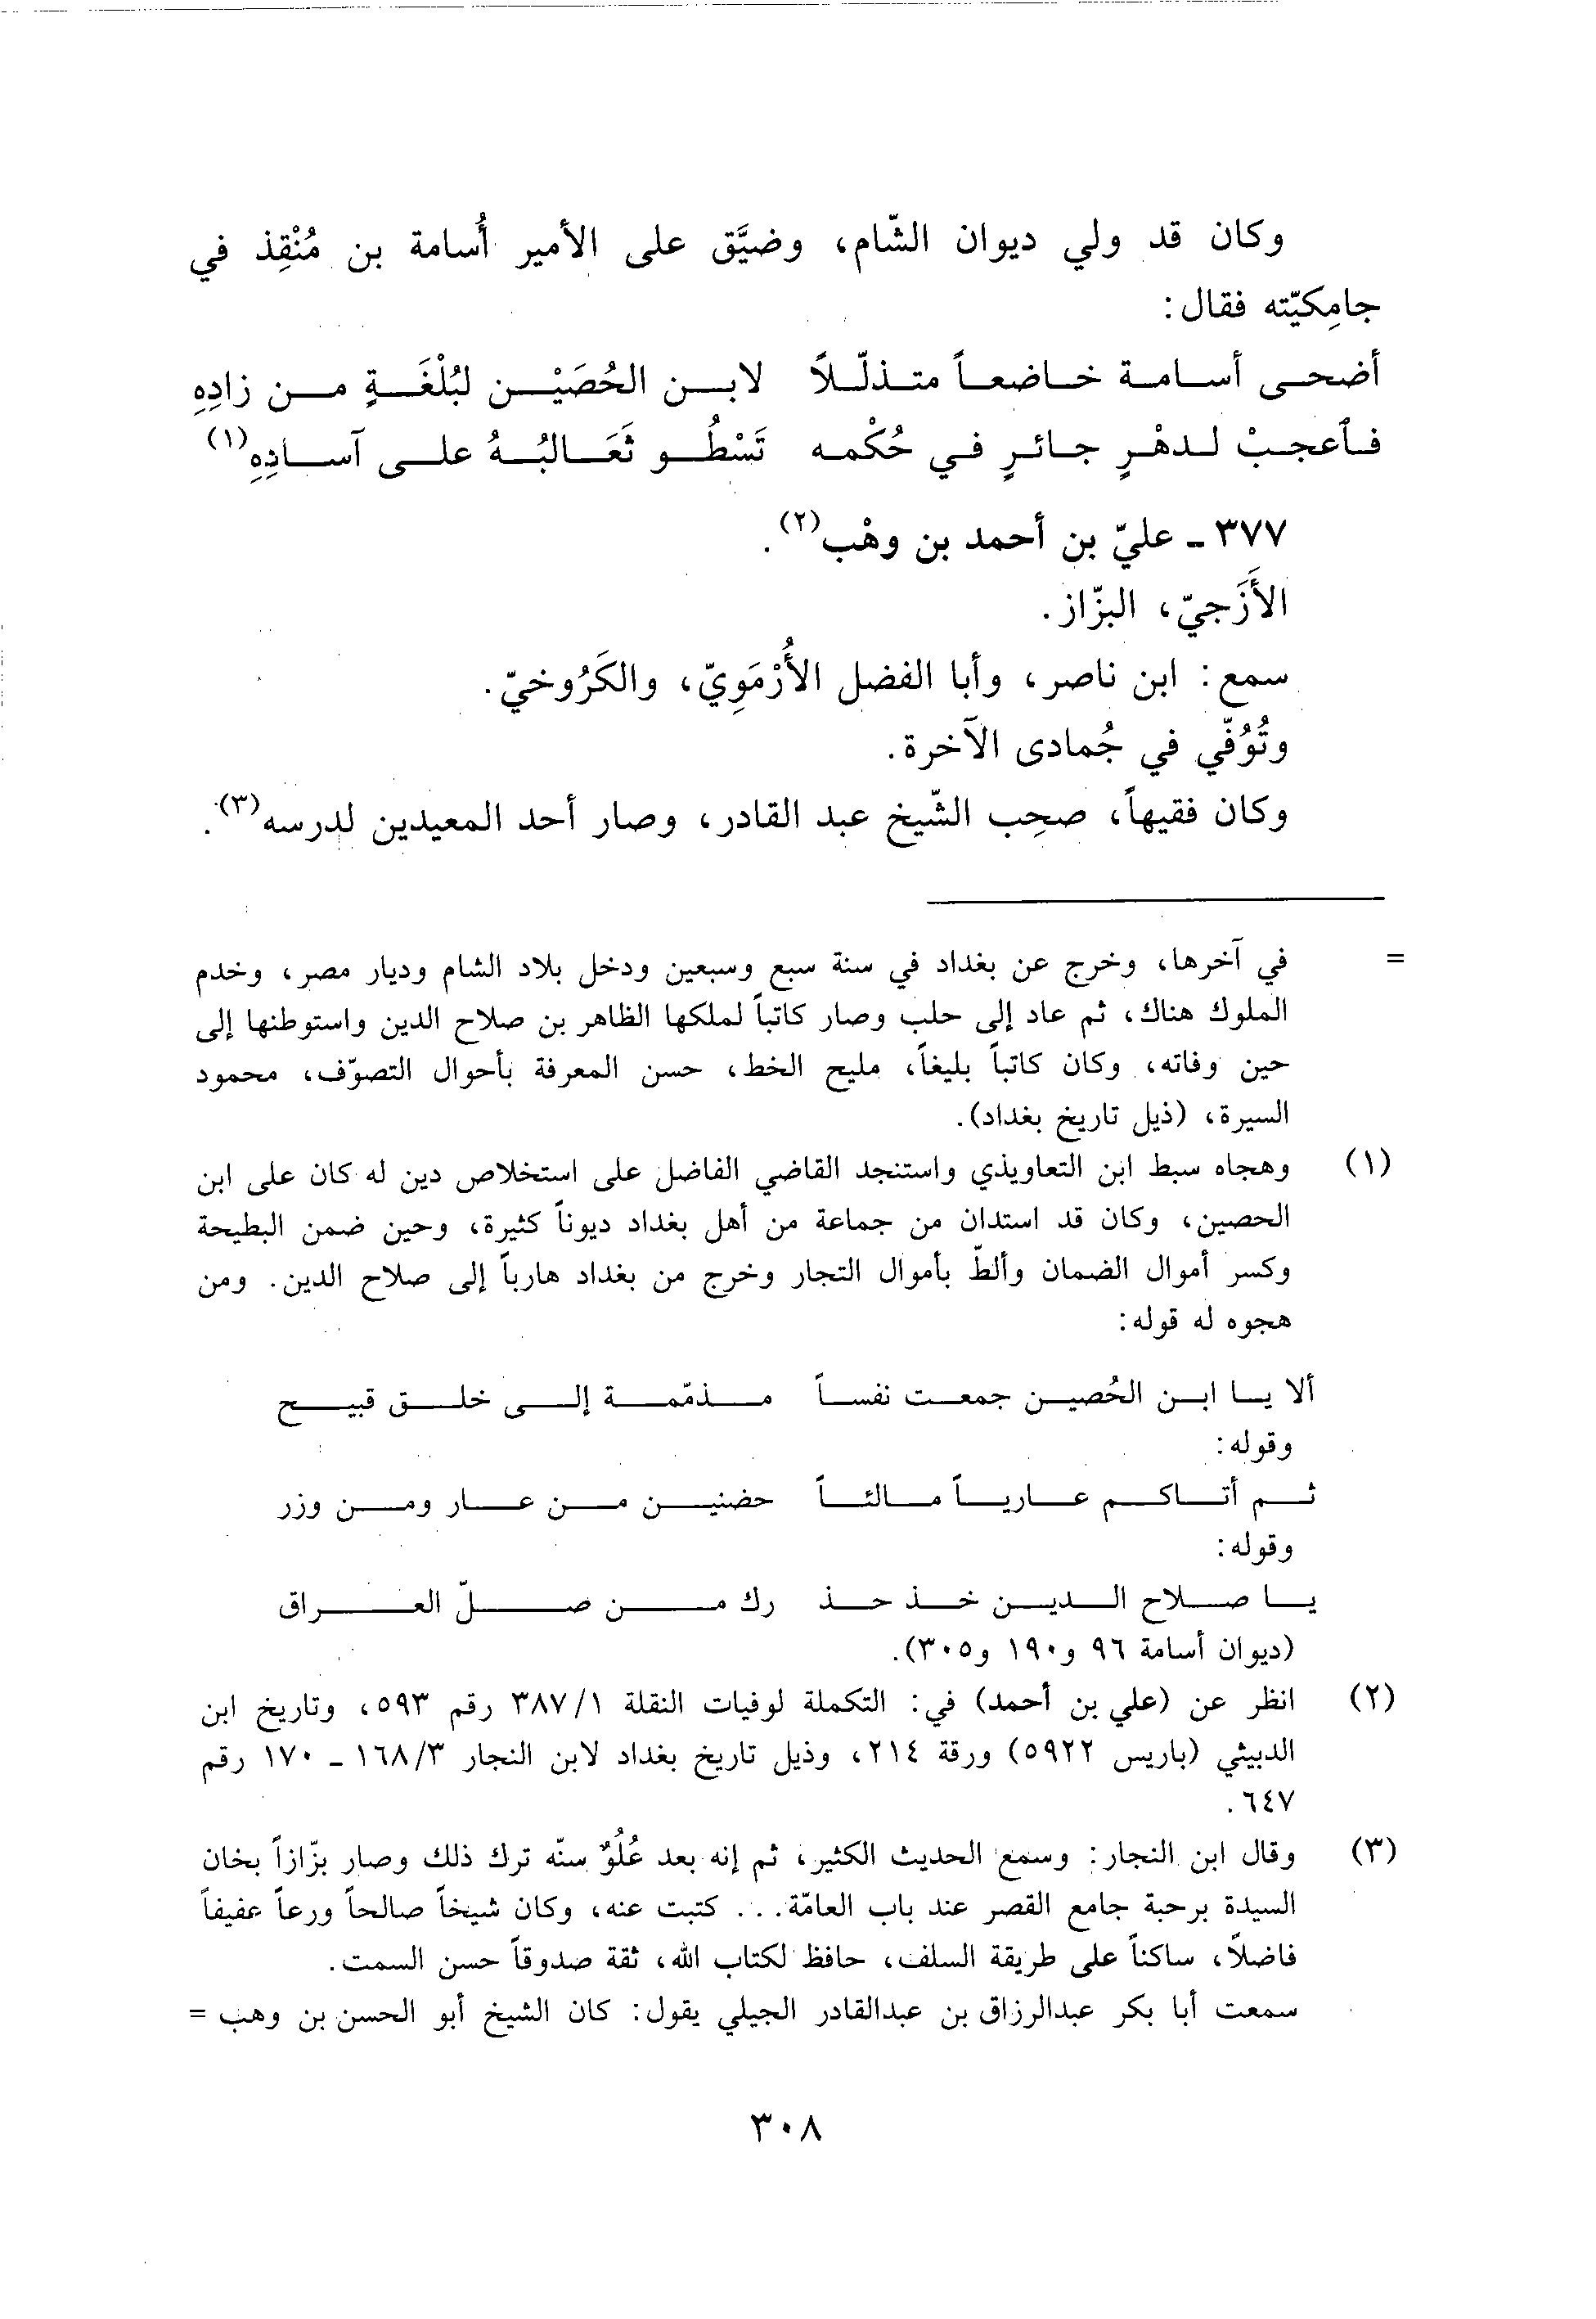 وكان قد ولي ديوان الشّام، وضيَّق على الأمير أُسامة بن مُنْقِذ في
جامِكيّته فقال:
أضحى أسامة خاضعاً متذلّلاً لابن الحُصَيْن لبُلْغَةٍ من زادِهِ
فأعجبْ لدهْرٍ جائرٍ في حُكْمه تَسْطُو ثَعَالبُهُ على آسادِهِ(١)
٣٧٧ - عليّ بن أحمد بن وهْب(٢).
الأَزَجيّ، البزّاز.
سمع: ابن ناصر، وأبا الفضل الأُرْمَوِيّ، والكَرُوخيّ.
وتُوُفّي في جُمادى الآخرة.
وكان فقيهاً، صحِب الشّيخ عبد القادر، وصار أحد المعيدين لدرسه(٣).
= في آخرها، وخرج عن بغداد في سنة سبع وسبعين ودخل بلاد الشام وديار مصر، وخدم
الملوك هناك، ثم عاد إلى حلب وصار كاتباً لملكها الظاهر بن صلاح الدين واستوطنها إلى
حين وفاته، وكان كاتباً بليغاً، مليح الخط، حسن المعرفة بأحوال التصوّف، محمود
السيرة، (ذيل تاريخ بغداد).
(١) وهجاه سبط ابن التعاويذي واستنجد القاضي الفاضل على استخلاص دين له كان على ابن
الحصين، وكان قد استدان من جماعة من أهل بغداد ديوناً كثيرة، وحين ضمن البطيحة
وكسر أموال الضمان وألطّ بأموال التجار وخرج من بغداد هارباً إلى صلاح الدين. ومن
هجوه له قوله:
ألا يا ابن الحُصين جمعت نفساً مذمّمة إلى خلق قبيح
وقوله:
ثم أتاكم عارياً مالئاً حضنين من عار ومن وزر
وقوله:
يا صلاح الدين خذ حذ رك من صلّ العراق
(ديوان أسامة ٩٦ و١٩٠ و٣٠٥).
(٢) انظر عن (علي بن أحمد) في: التكملة لوفيات النقلة ٣٨٧/١ رقم ٥٩٣، وتاريخ ابن
الدبيثي (باريس ٥٩٢٢) ورقة ٢١٤، وذيل تاريخ بغداد لابن النجار ١٦٨/٣ - ١٧٠ رقم
٦٤٧.
(٣) وقال ابن النجار: وسمع الحديث الكثير، ثم إنه بعد عُلُوّ سنّه ترك ذلك وصار بزّازاً بخان
السيدة برحبة جامع القصر عند باب العامّة... كتبت عنه، وكان شيخاً صالحاً ورعاً عفيفاً
فاضلاً، ساكناً على طريقة السلف، حافظ لكتاب الله، ثقة صدوقاً حسن السمت.
سمعت أبا بكر عبدالرزاق بن عبدالقادر الجيلي يقول: كان الشيخ أبو الحسن بن وهب =
٣٠٨